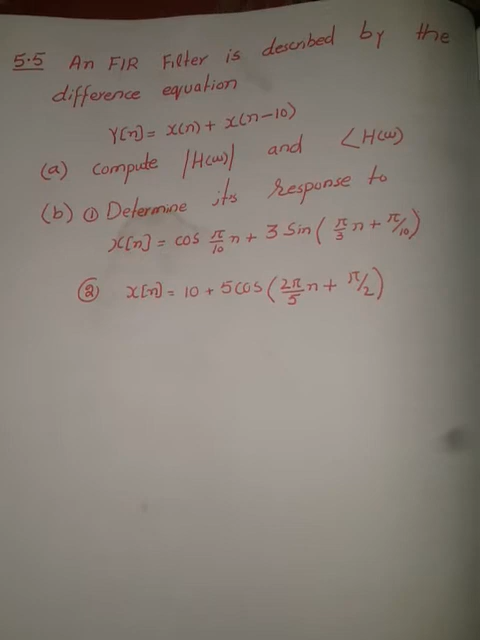 5.5 An FIR Filter is described by the
difference equation
Y[n] = x(n) + x(n-10)
(a) compute |H(ω)| and ∠H(ω)
(b) ① Determine its response to
x[n] = cos π/10 n + 3 sin (π/3 n + π/10)
② x[n] = 10 + 5 cos (2π/5 n + π/2)